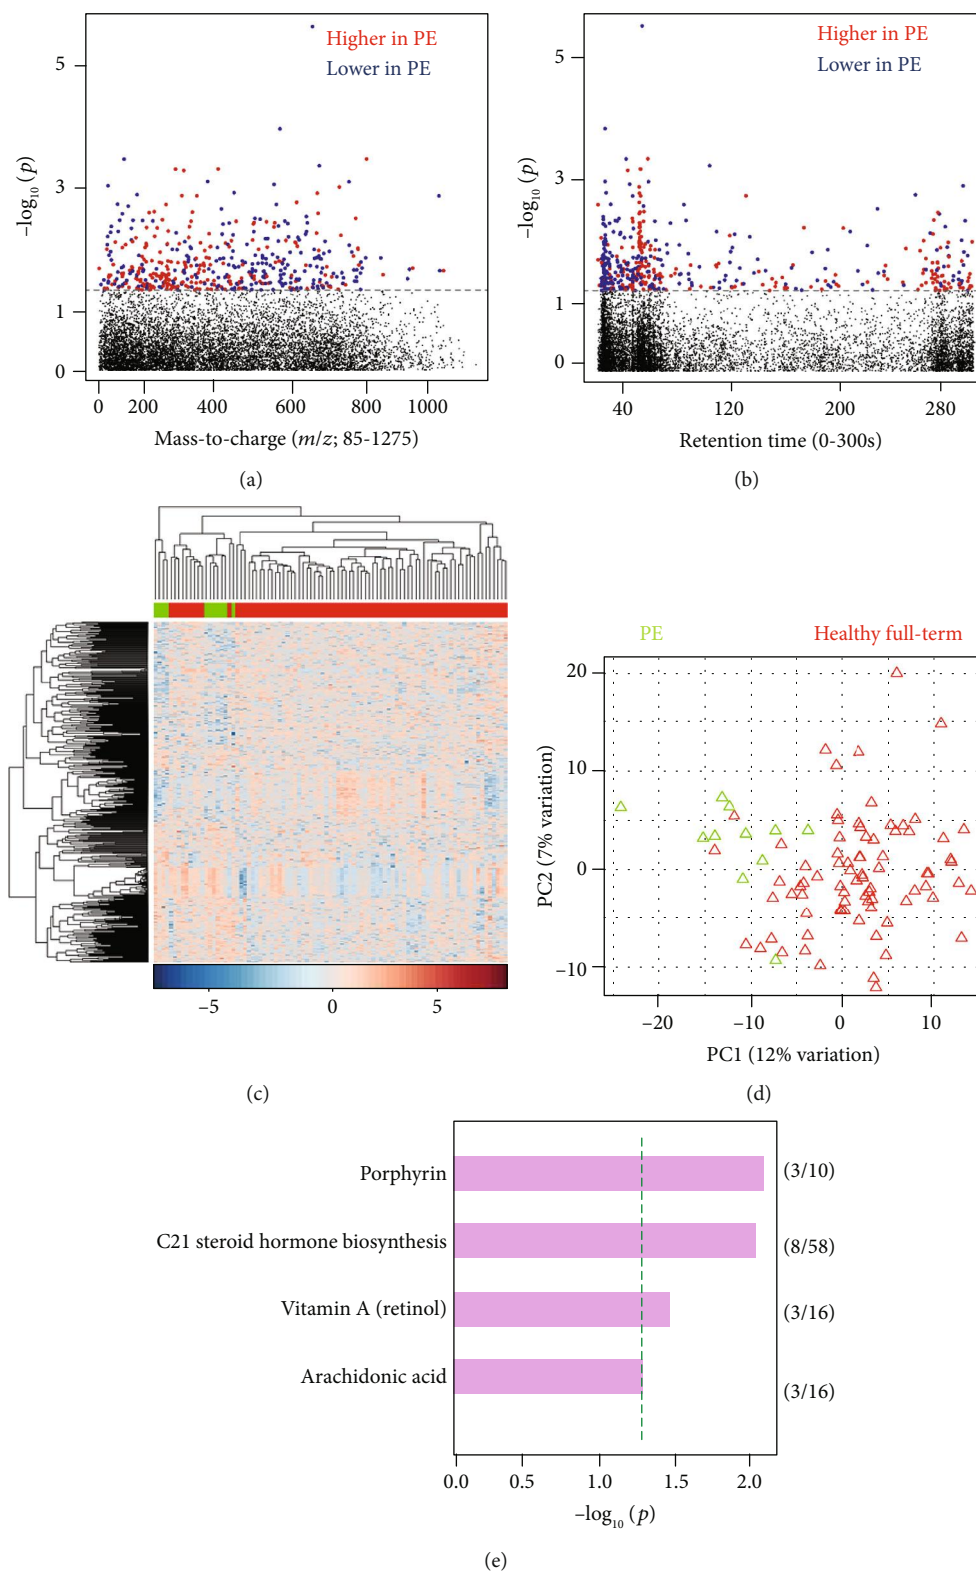 Higher in PE
Lower in PE
–log10 (p)
5
3
1
0
0 200 400 600 800 1000
Mass-to-charge (m/z; 85-1275)
(a)
Higher in PE
Lower in PE
–log10 (p)
5
3
1
0
40 120 200 280
Retention time (0-300s)
(b)
–5 0 5
(c)
PE Healthy full-term
PC2 (7% variation)
20
10
0
–10
–20 –10 0 10
PC1 (12% variation)
(d)
Porphyrin (3/10)
C21 steroid hormone biosynthesis (8/58)
Vitamin A (retinol) (3/16)
Arachidonic acid (3/16)
0.0 0.5 1.0 1.5 2.0
–log10 (p)
(e)